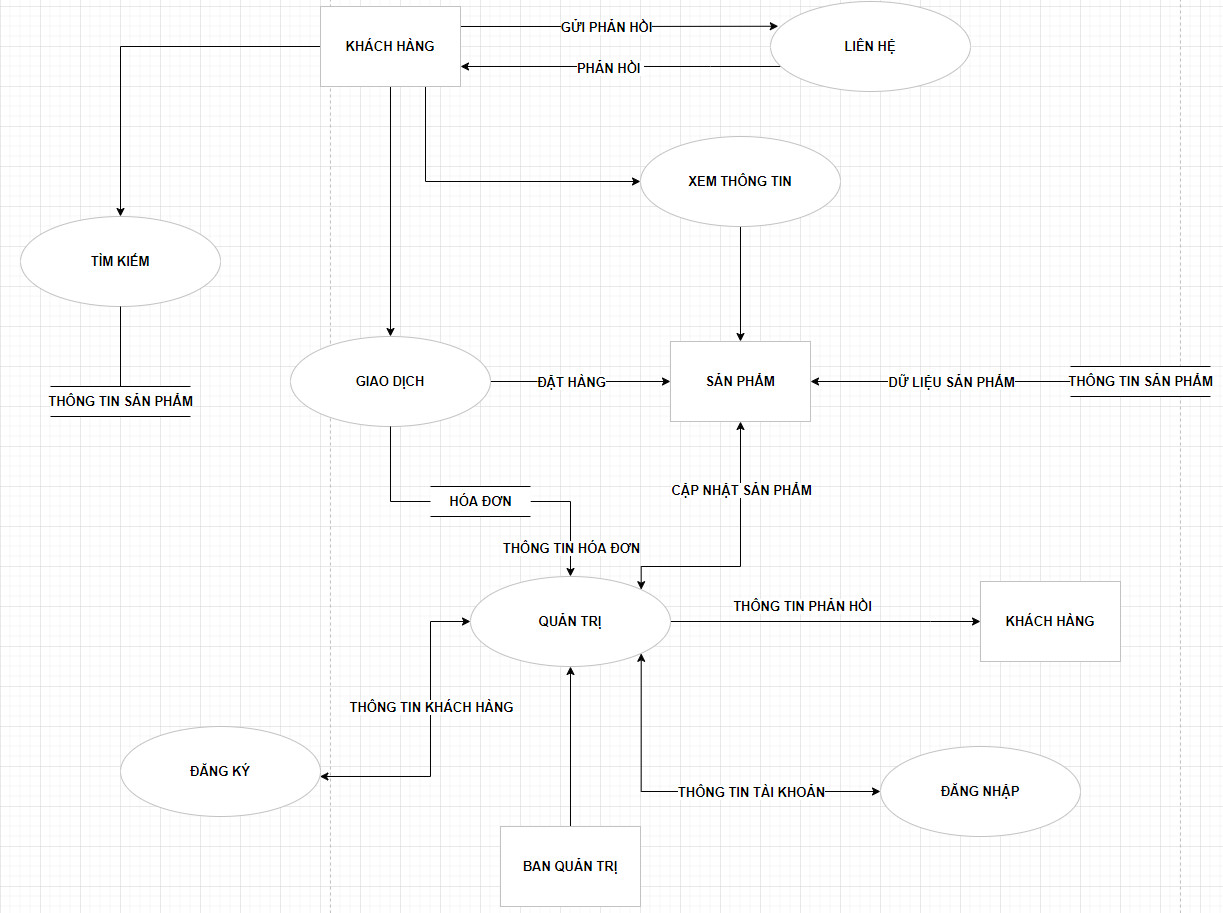 KHÁCH HÀNG
GỬI PHẢN HỒI
LIÊN HỆ
PHẢN HỒI
XEM THÔNG TIN
TÌM KIẾM
GIAO DỊCH
ĐẶT HÀNG
SẢN PHẨM
DỮ LIỆU SẢN PHẨM
THÔNG TIN SẢN PHẨM
THÔNG TIN SẢN PHẨM
CẬP NHẬT SẢN PHẨM
HÓA ĐƠN
THÔNG TIN HÓA ĐƠN
THÔNG TIN PHẢN HỒI
QUẢN TRỊ
KHÁCH HÀNG
THÔNG TIN KHÁCH HÀNG
ĐĂNG KÝ
THÔNG TIN TÀI KHOẢN
ĐĂNG NHẬP
BAN QUẢN TRỊ